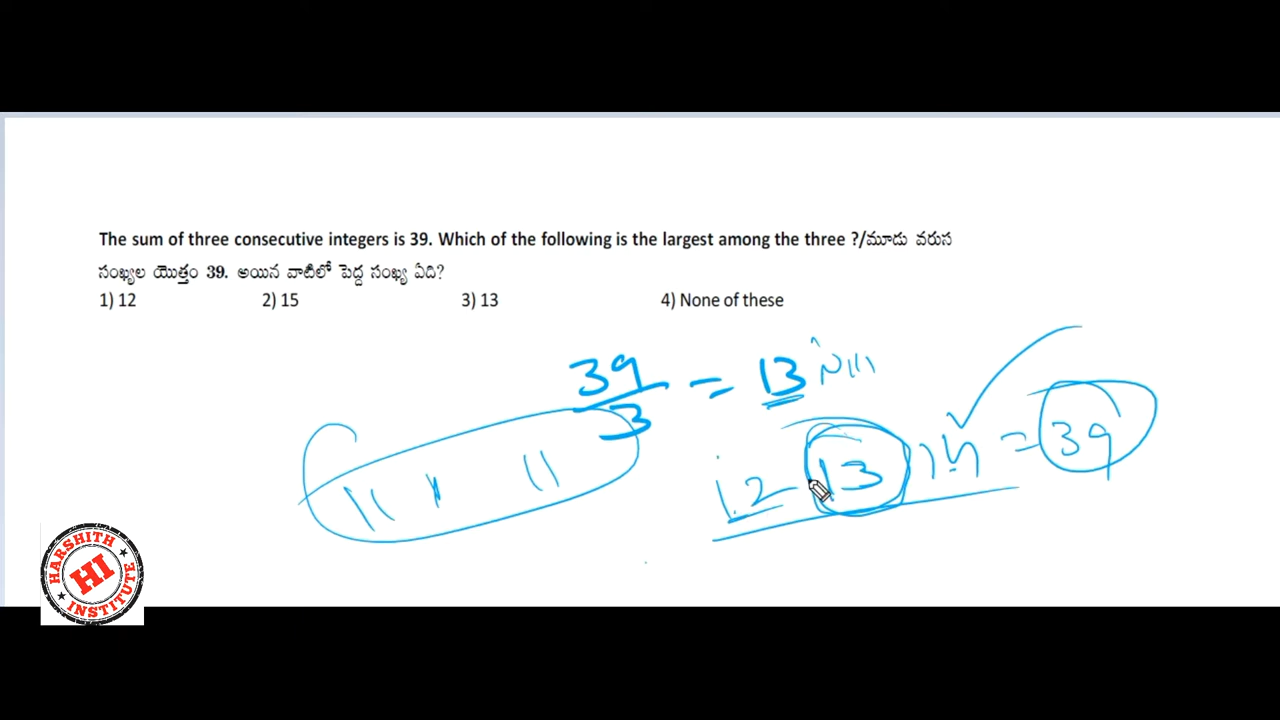 The sum of three consecutive integers is 39. Which of the following is the largest among the three ?/మూడు వరుస
సంఖ్యల యొత్తం 39. అయిన వాటిలో పెద్ద సంఖ్య ఏది?
1) 12 2) 15 3) 13 4) None of these
39/3 = 13
12 13 14 = 39
HARSHITH
HI
INSTITUTE